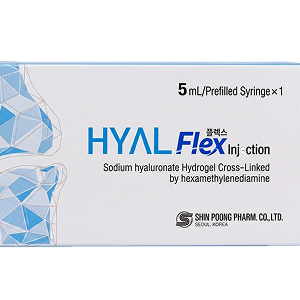 5 mL/Prefilled Syringe×1
플렉스
HYAL Flex Injection
Sodium hyaluronate Hydrogel Cross-Linked
by hexamethylenediamine
SHIN POONG PHARM. CO., LTD.
SEOUL, KOREA